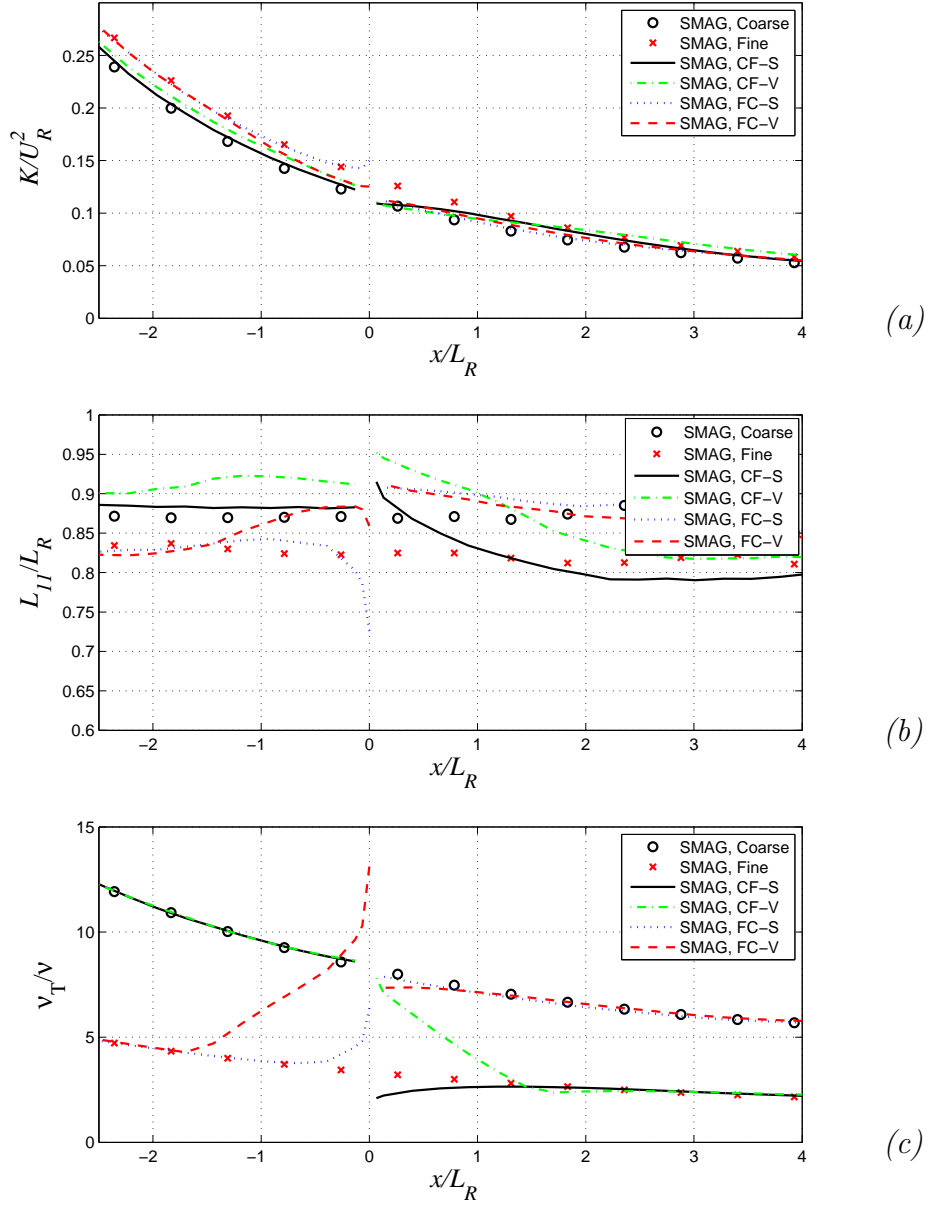 0.25
0.2
0.15
0.1
0.05
0
K/U_R^2
−2
−1
0
1
2
3
4
x/L_R
SMAG, Coarse
SMAG, Fine
SMAG, CF−S
SMAG, CF−V
SMAG, FC−S
SMAG, FC−V
(a)
1
0.95
0.9
0.85
0.8
0.75
0.7
0.65
0.6
L_11/L_R
−2
−1
0
1
2
3
4
x/L_R
SMAG, Coarse
SMAG, Fine
SMAG, CF−S
SMAG, CF−V
SMAG, FC−S
SMAG, FC−V
(b)
15
10
5
0
ν_T/ν
−2
−1
0
1
2
3
4
x/L_R
SMAG, Coarse
SMAG, Fine
SMAG, CF−S
SMAG, CF−V
SMAG, FC−S
SMAG, FC−V
(c)